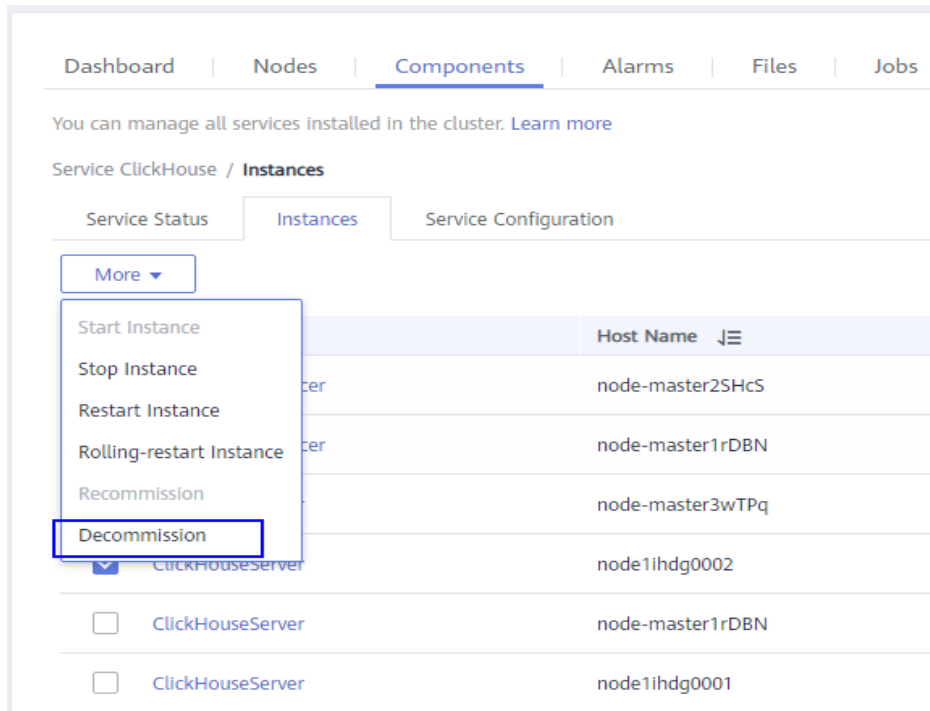 Dashboard Nodes Components Alarms Files Jobs
You can manage all services installed in the cluster. Learn more
Service ClickHouse / Instances
Service Status Instances Service Configuration
More
Start Instance
Host Name
Stop Instance
cer node-master2SHcS
Restart Instance
Rolling-restart Instance cer node-master1rDBN
Recommission
node-master3wTPq
Decommission
ClickHouseServer node1ihdg0002
ClickHouseServer node-master1rDBN
ClickHouseServer node1ihdg0001